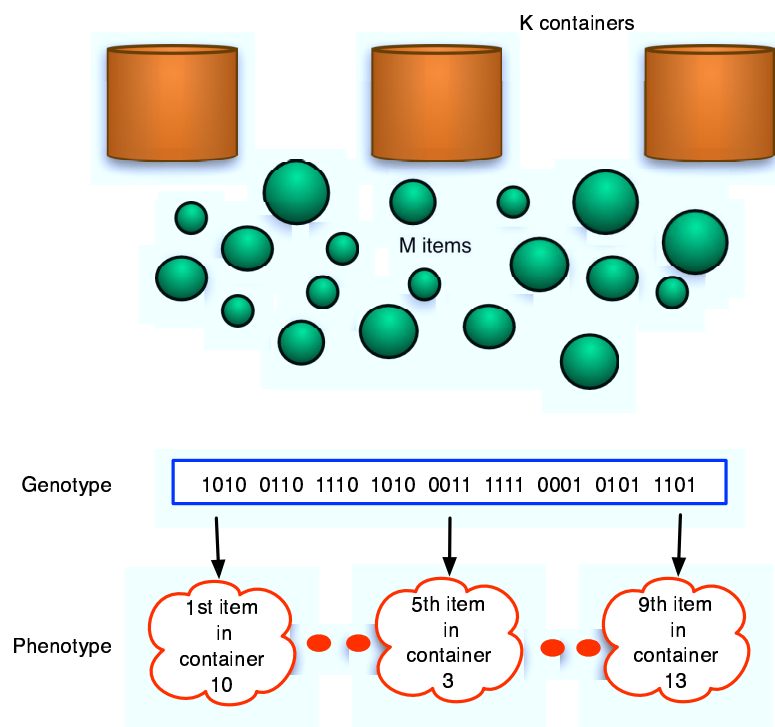 K containers
M items
Genotype
1010 0110 1110 1010 0011 1111 0001 0101 1101
Phenotype
1st item
in
container
10
5th item
in
container
3
9th item
in
container
13